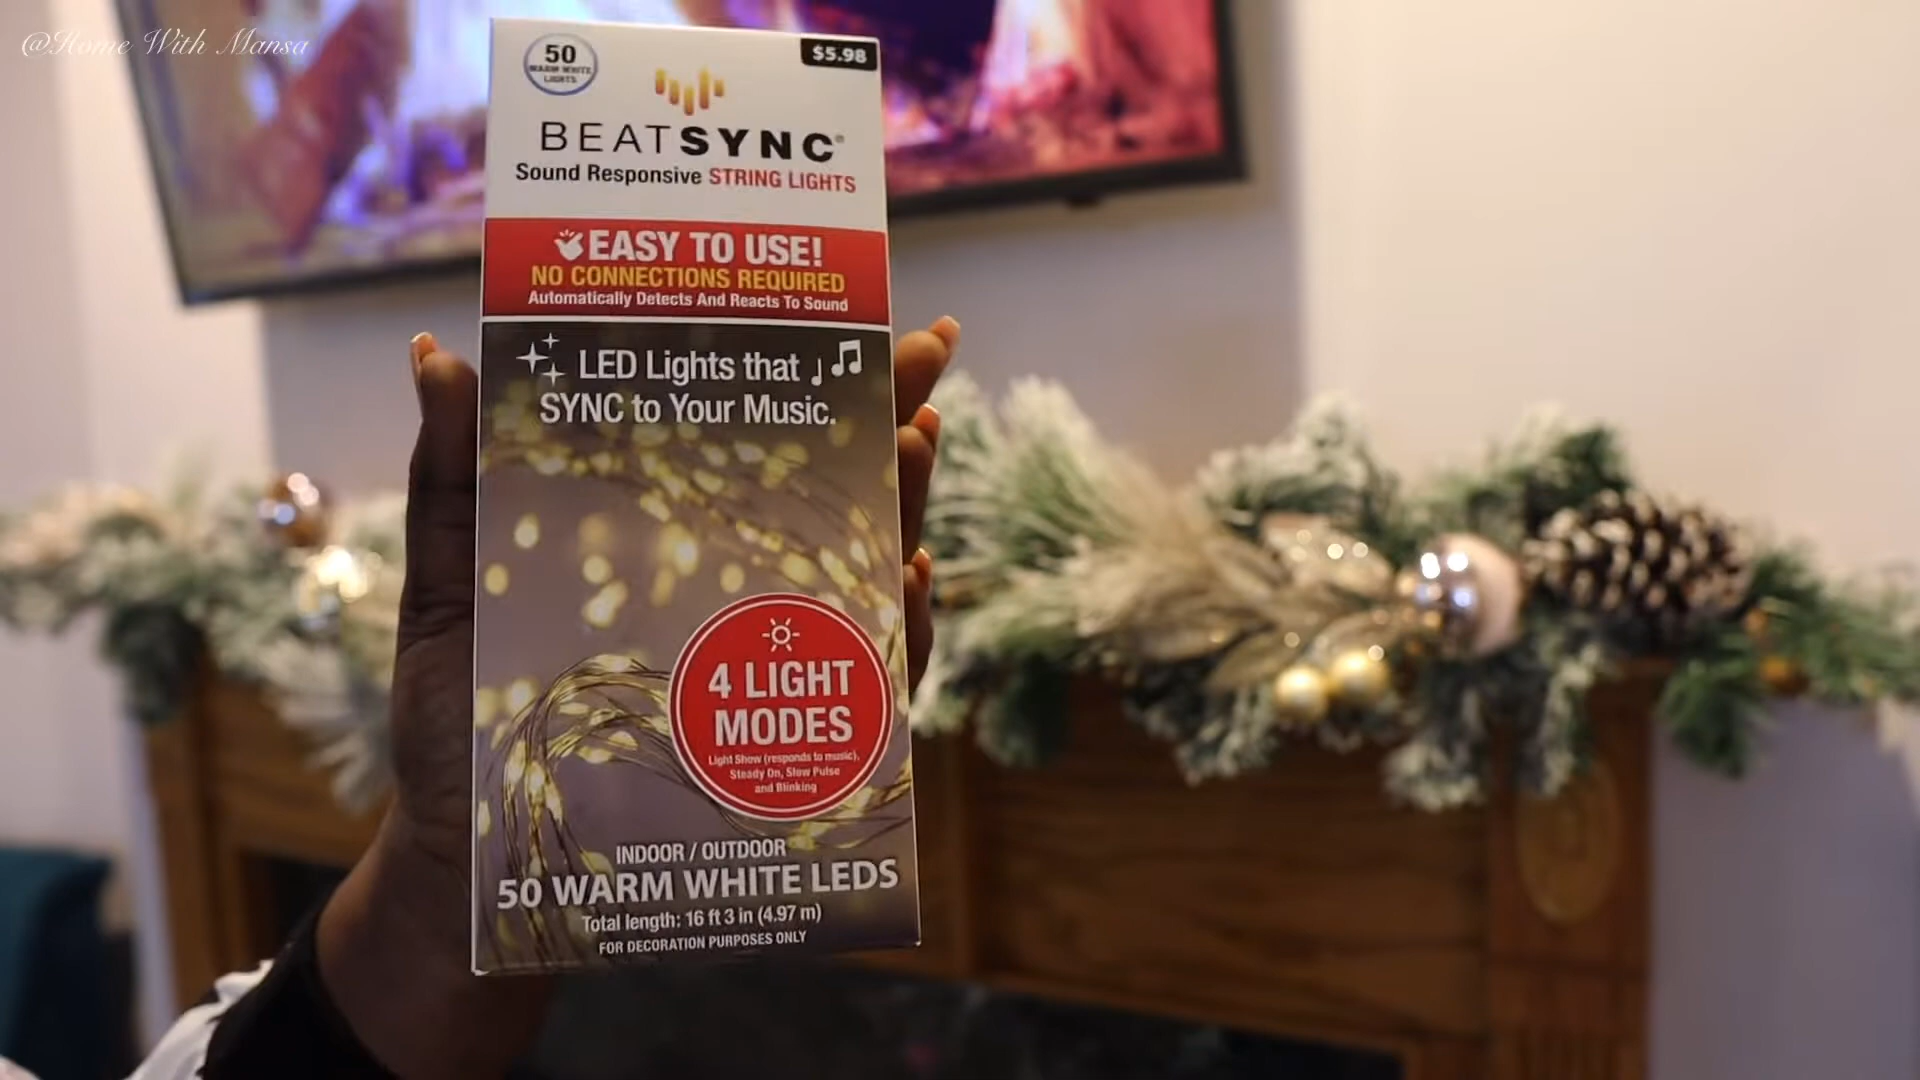 @Home With Mansa
50
WARM WHITE
LIGHTS
$5.98
BEATSYNC®
Sound Responsive STRING LIGHTS
EASY TO USE!
NO CONNECTIONS REQUIRED
Automatically Detects And Reacts To Sound
LED Lights that
SYNC to Your Music.
4 LIGHT
MODES
Light Show (responds to music),
Steady On, Slow Pulse
and Blinking
INDOOR / OUTDOOR
50 WARM WHITE LEDS
Total length: 16 ft 3 in (4.97 m)
FOR DECORATION PURPOSES ONLY